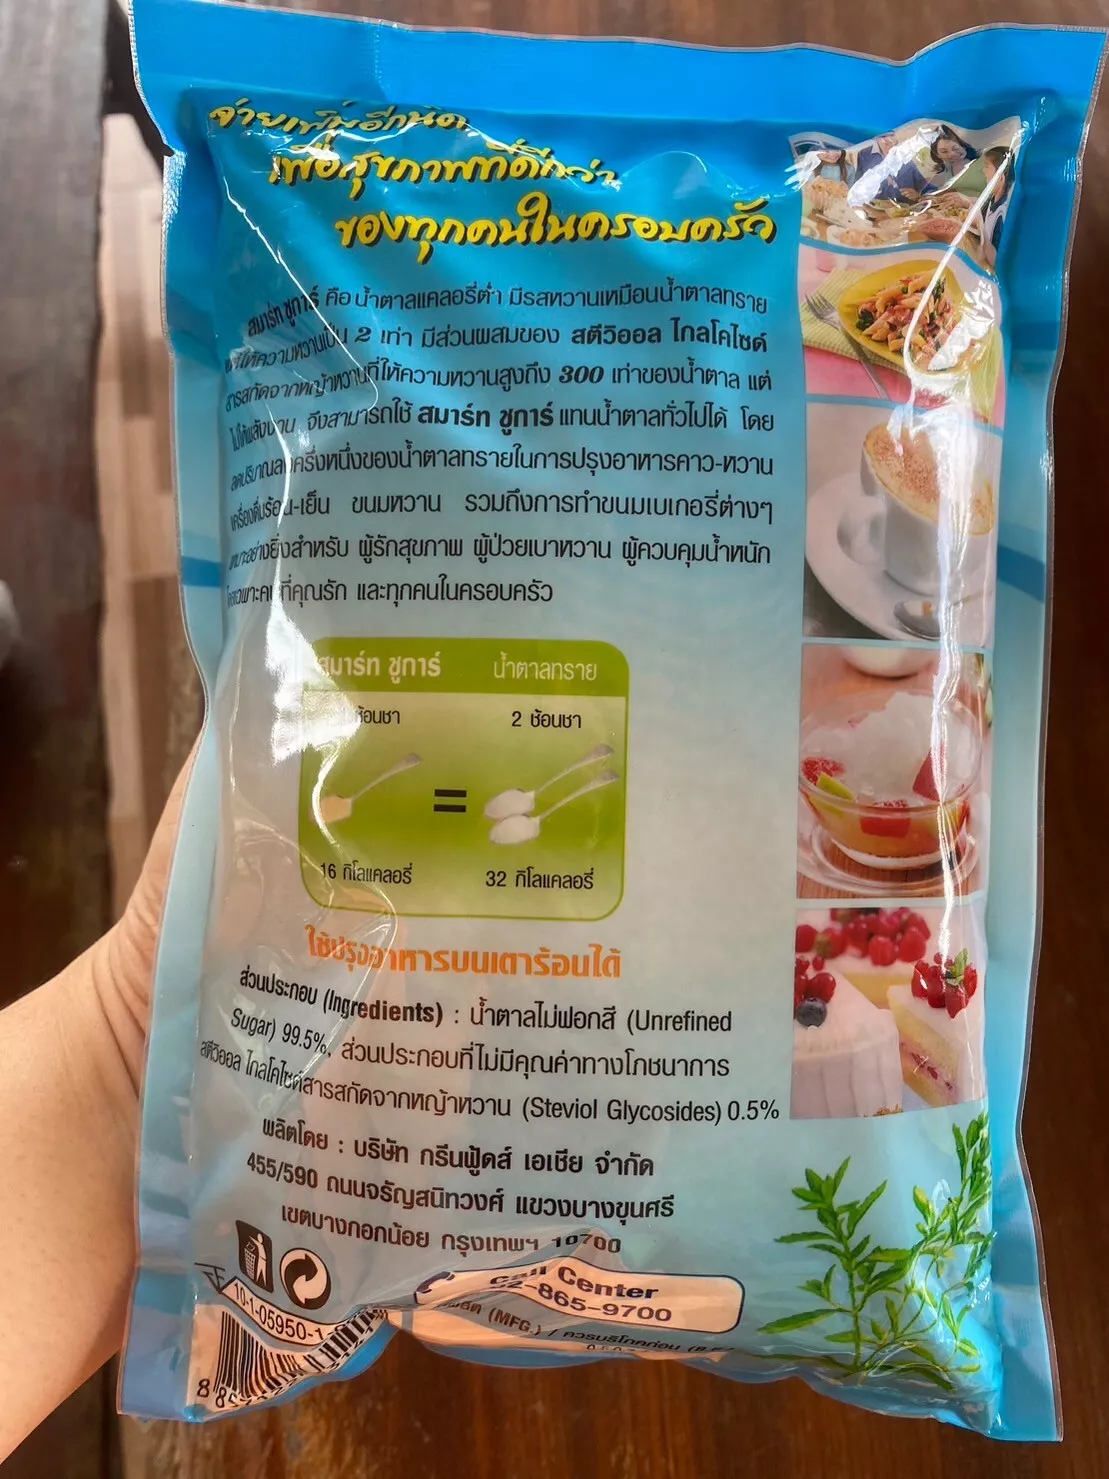 จ่ายเพิ่มอีกนิด
เพื่อสุขภาพที่ดีกว่า
ของทุกคนในครอบครัว
สมาร์ท ชูการ์ คือ น้ำตาลแคลอรี่ต่ำ มีรสหวานเหมือนน้ำตาลทราย
ให้ความหวานเป็น 2 เท่า มีส่วนผสมของ สตีวิออล ไกลโคไซด์
สารสกัดจากหญ้าหวานที่ให้ความหวานสูงถึง 300 เท่าของน้ำตาล แต่
ไม่ให้พลังงาน จึงสามารถใช้ สมาร์ท ชูการ์ แทนน้ำตาลทั่วไปได้ โดย
ลดปริมาณลงครึ่งหนึ่งของน้ำตาลทรายในการปรุงอาหารคาว-หวาน
เครื่องดื่มร้อน-เย็น ขนมหวาน รวมถึงการทำขนมเบเกอรี่ต่างๆ
เหมาะอย่างยิ่งสำหรับ ผู้รักสุขภาพ ผู้ป่วยเบาหวาน ผู้ควบคุมน้ำหนัก
ที่คุณรัก และทุกคนในครอบครัว
สมาร์ท ชูการ์ น้ำตาลทราย
ช้อนชา 2 ช้อนชา
=
16 กิโลแคลอรี่ 32 กิโลแคลอรี่
ใช้ปรุงอาหารบนเตาร้อนได้
ส่วนประกอบ (Ingredients) : น้ำตาลไม่ฟอกสี (Unrefined
Sugar) 99.5%, ส่วนประกอบที่ไม่มีคุณค่าทางโภชนาการ
สตีวิออล ไกลโคไซด์สารสกัดจากหญ้าหวาน (Steviol Glycosides) 0.5%
ผลิตโดย : บริษัท กรีนฟู้ดส์ เอเชีย จำกัด
455/590 ถนนจรัญสนิทวงศ์ แขวงบางขุนศรี
เขตบางกอกน้อย กรุงเทพฯ 10700
Call Center
02-865-9700
10-1-05950-1
(MFG.) / ควรบริโภคก่อน